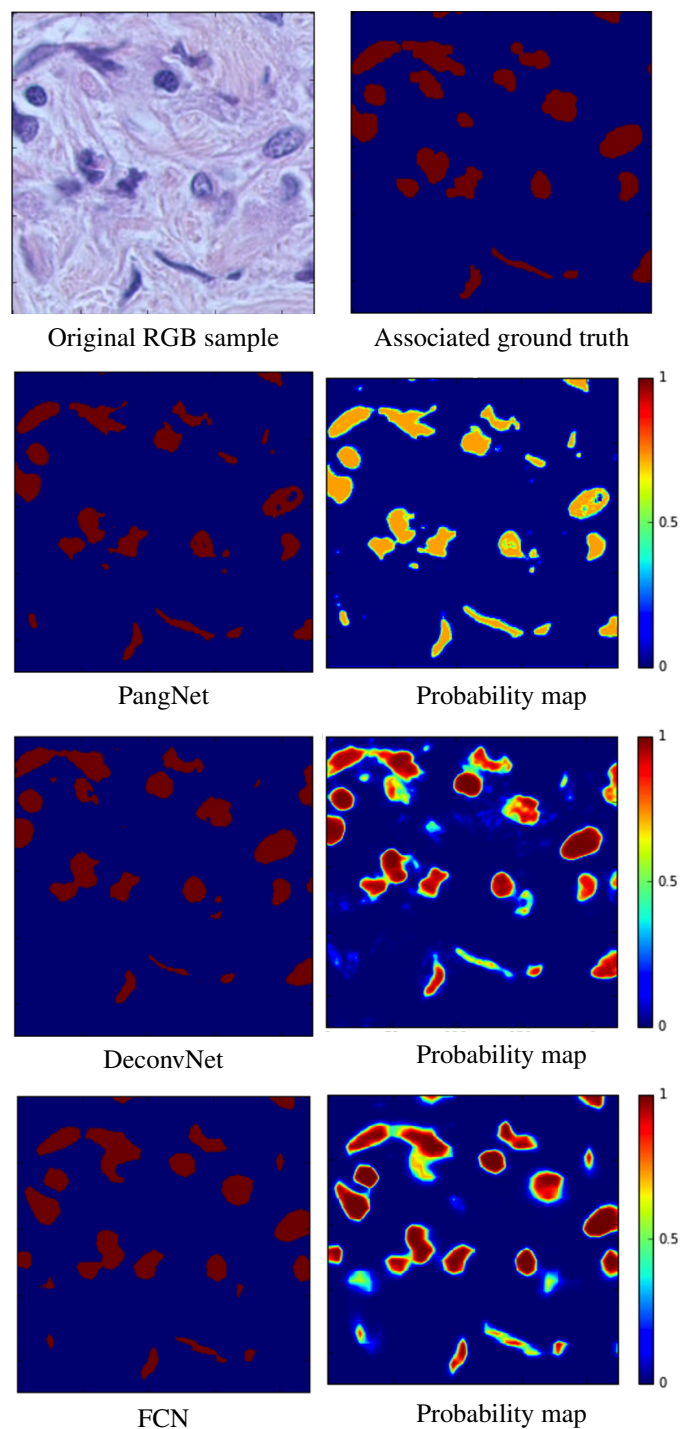 Original RGB sample
Associated ground truth
1
0.5
0
PangNet
Probability map
1
0.5
0
DeconvNet
Probability map
1
0.5
0
FCN
Probability map